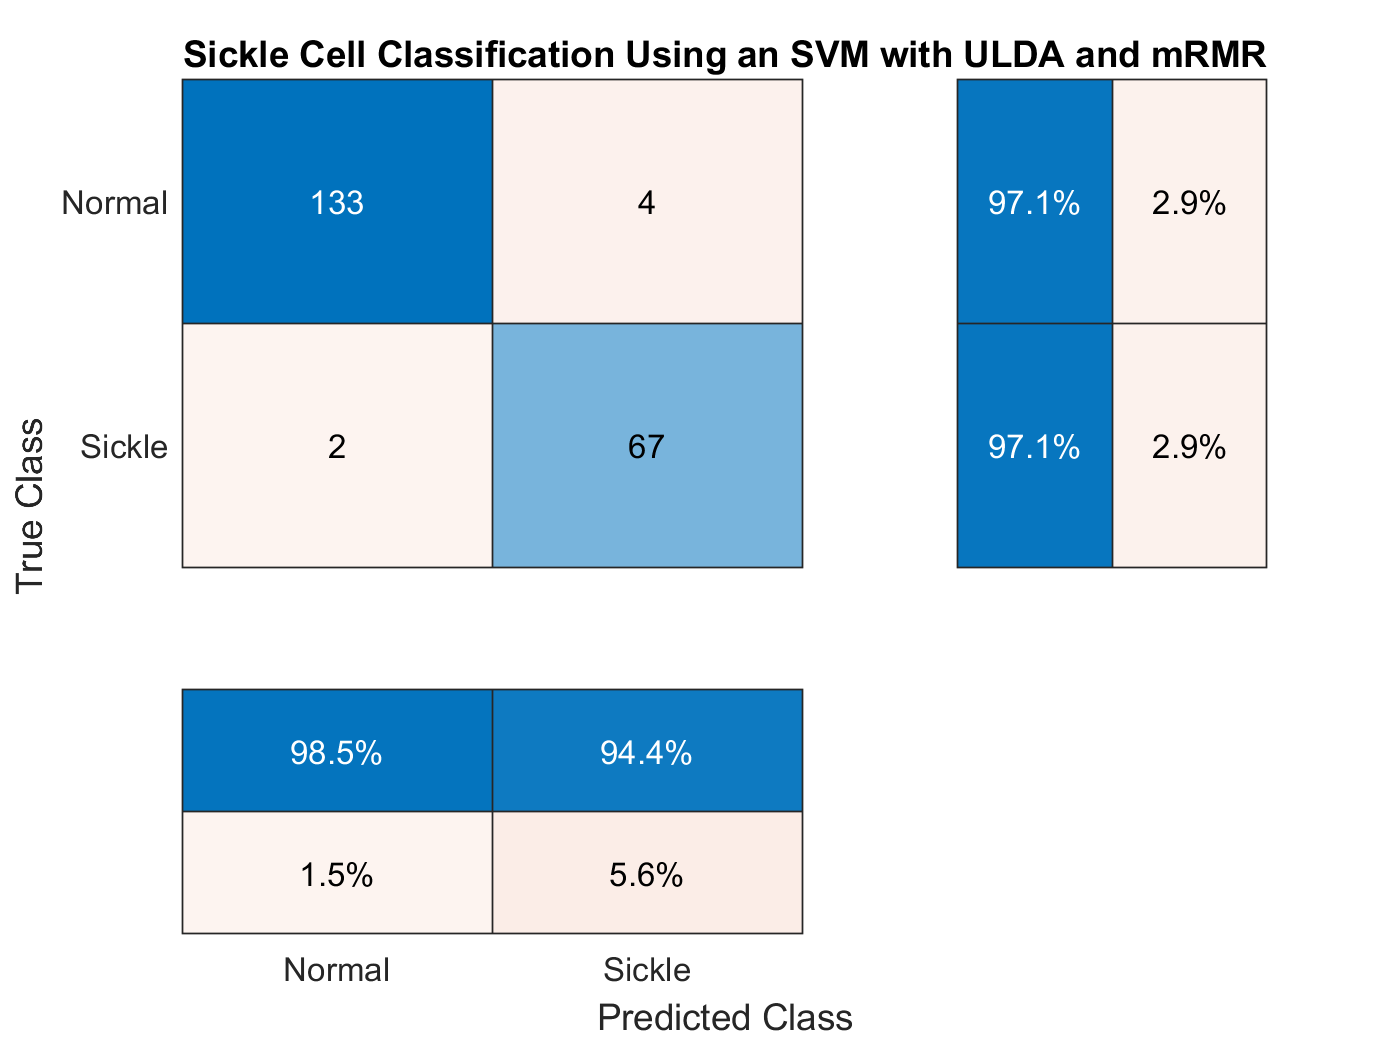 Sickle Cell Classification Using an SVM with ULDA and mRMR
Normal
133
4
97.1%
2.9%
Sickle
2
67
97.1%
2.9%
True Class
98.5%
94.4%
1.5%
5.6%
Normal
Sickle
Predicted Class